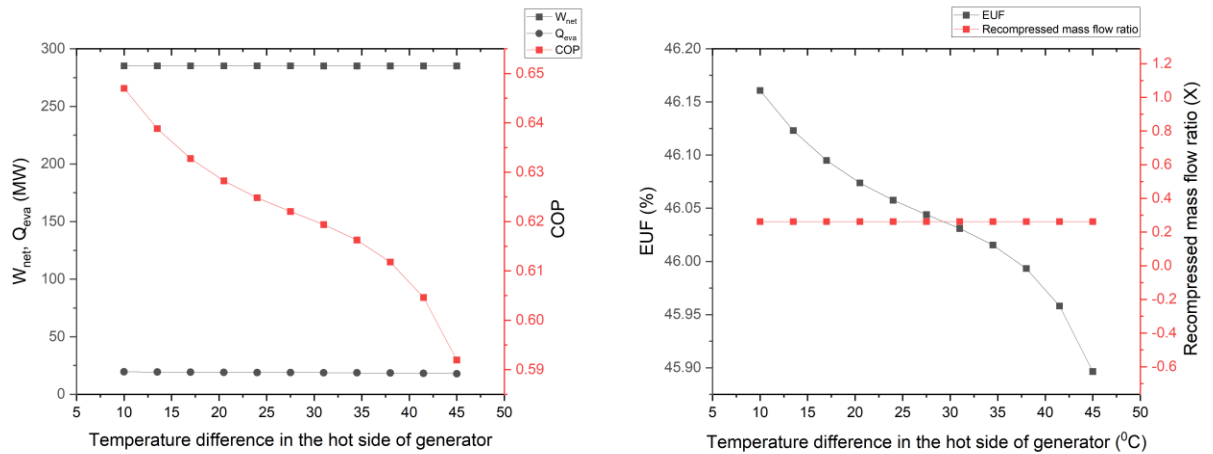 W_net
Q_eva
COP
300
250
200
150
100
50
0
W_net, Q_eva (MW)
0.65
0.64
0.63
0.62
0.61
0.60
0.59
COP
5 10 15 20 25 30 35 40 45 50
Temperature difference in the hot side of generator
EUF
Recompressed mass flow ratio
46.20
46.15
46.10
46.05
46.00
45.95
45.90
EUF (%)
1.2
1.0
0.8
0.6
0.4
0.2
0.0
-0.2
-0.4
-0.6
Recompressed mass flow ratio (X)
5 10 15 20 25 30 35 40 45 50
Temperature difference in the hot side of generator (⁰C)